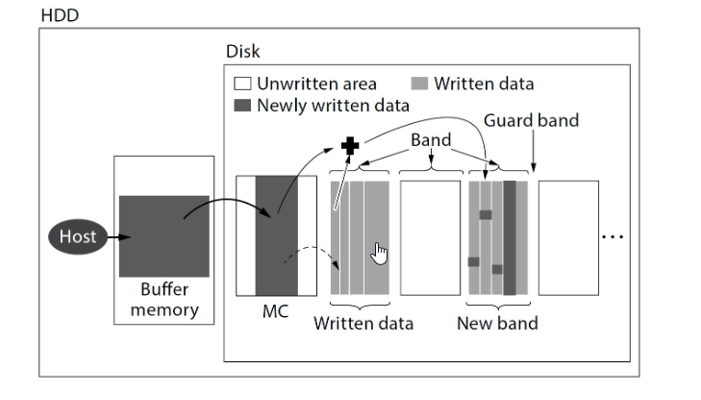 HDD
Disk
Unwritten area
Written data
Newly written data
Guard band
Band
Host
Buffer
memory
MC
Written data
New band
...